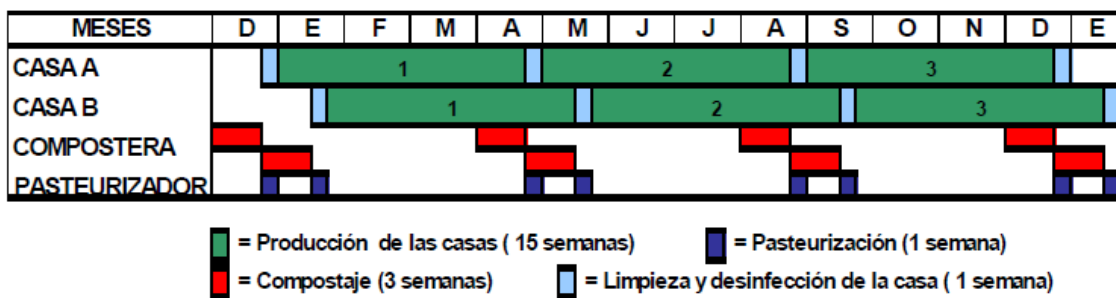 MESES D E F M A M J J A S O N D E
CASA A 1 2 3
CASA B 1 2 3
COMPOSTERA
PASTEURIZADOR
= Producción de las casas ( 15 semanas) = Pasteurización (1 semana)
= Compostaje (3 semanas) = Limpieza y desinfección de la casa ( 1 semana)